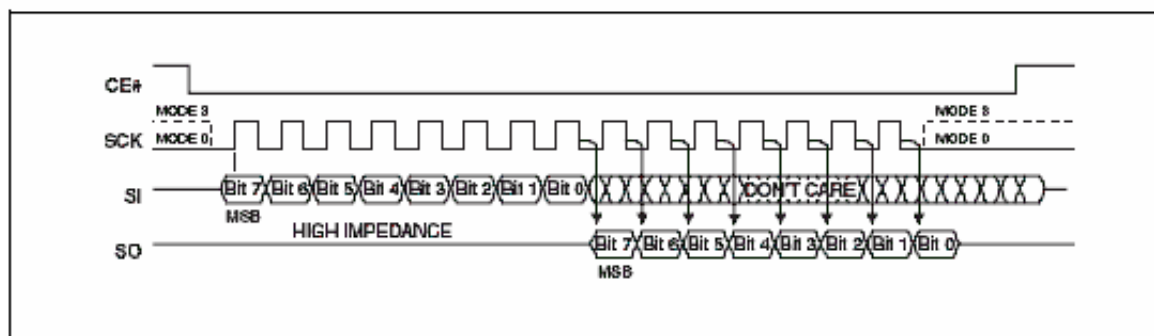 CE#
MODE 3 MODE 3
SCK MODE 0 MODE 0
SI Bit 7 Bit 6 Bit 5 Bit 4 Bit 3 Bit 2 Bit 1 Bit 0 DON'T CARE
MSB
HIGH IMPEDANCE
SO Bit 7 Bit 6 Bit 5 Bit 4 Bit 3 Bit 2 Bit 1 Bit 0
MSB